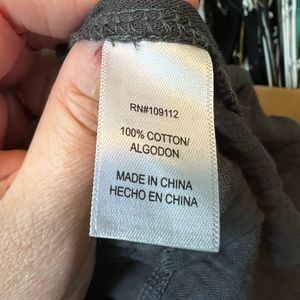 RN#109112
100% COTTON/
ALGODON
MADE IN CHINA
HECHO EN CHINA